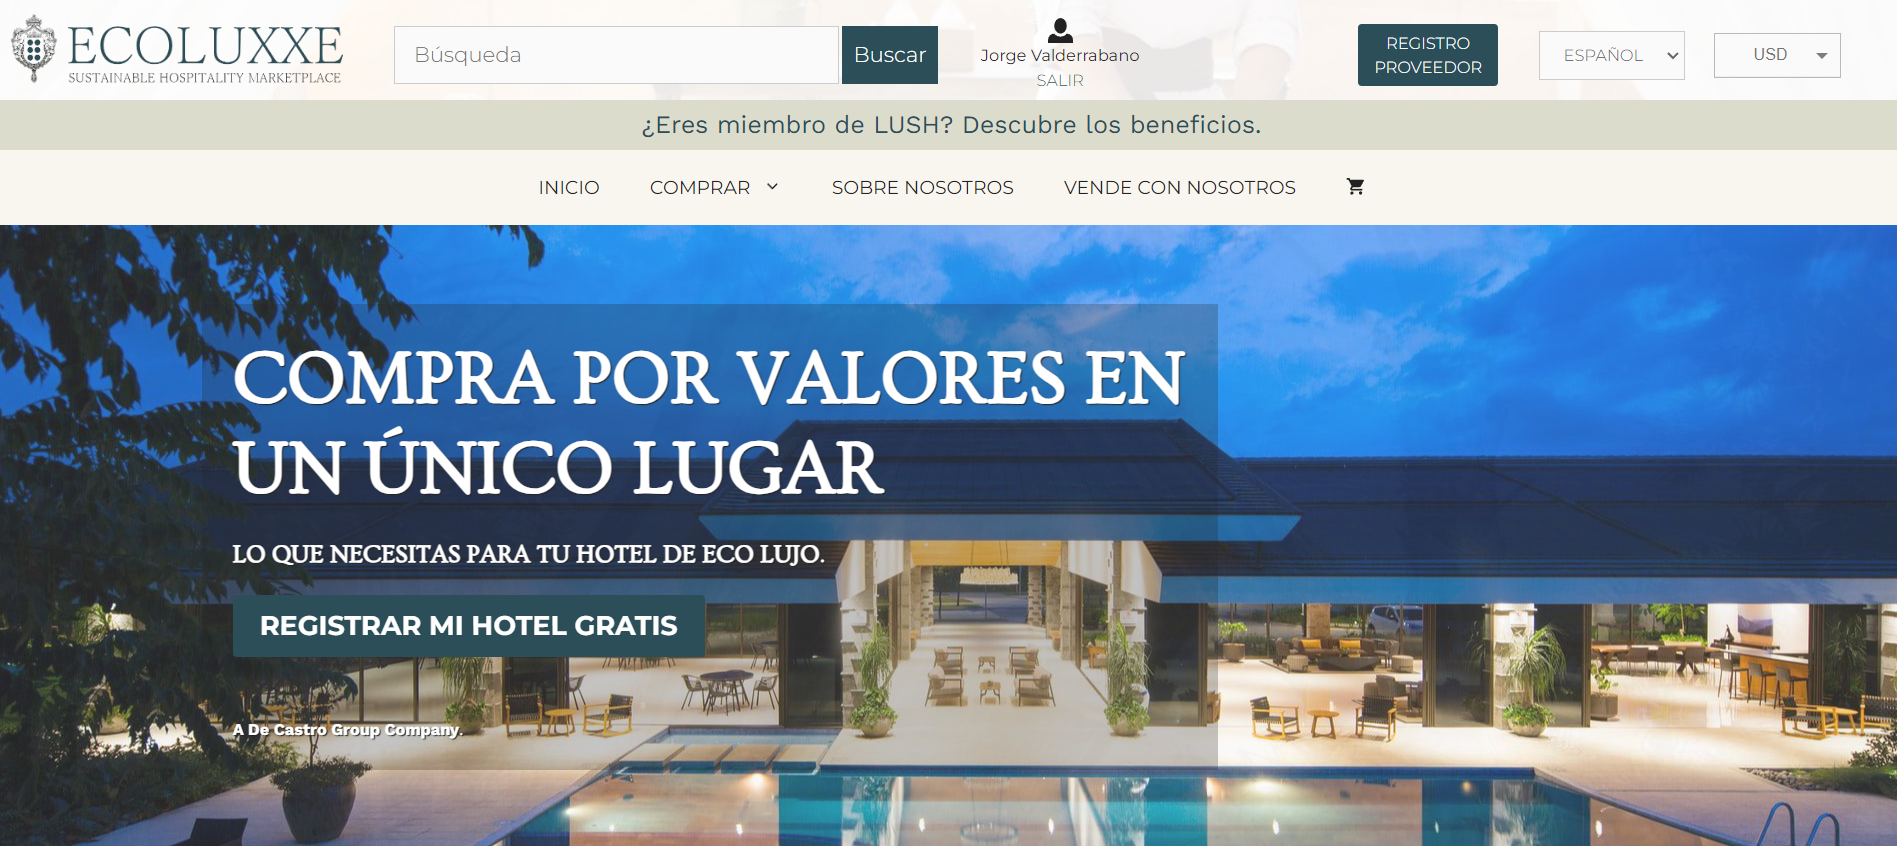 ECOLUXXE
SUSTAINABLE HOSPITALITY MARKETPLACE
Búsqueda
Buscar
Jorge Valderrabano
SALIR
REGISTRO
PROVEEDOR
ESPAÑOL
USD
¿Eres miembro de LUSH? Descubre los beneficios.
INICIO
COMPRAR
SOBRE NOSOTROS
VENDE CON NOSOTROS
COMPRA POR VALORES EN
UN ÚNICO LUGAR
LO QUE NECESITAS PARA TU HOTEL DE ECO LUJO.
REGISTRAR MI HOTEL GRATIS
A De Castro Group Company.